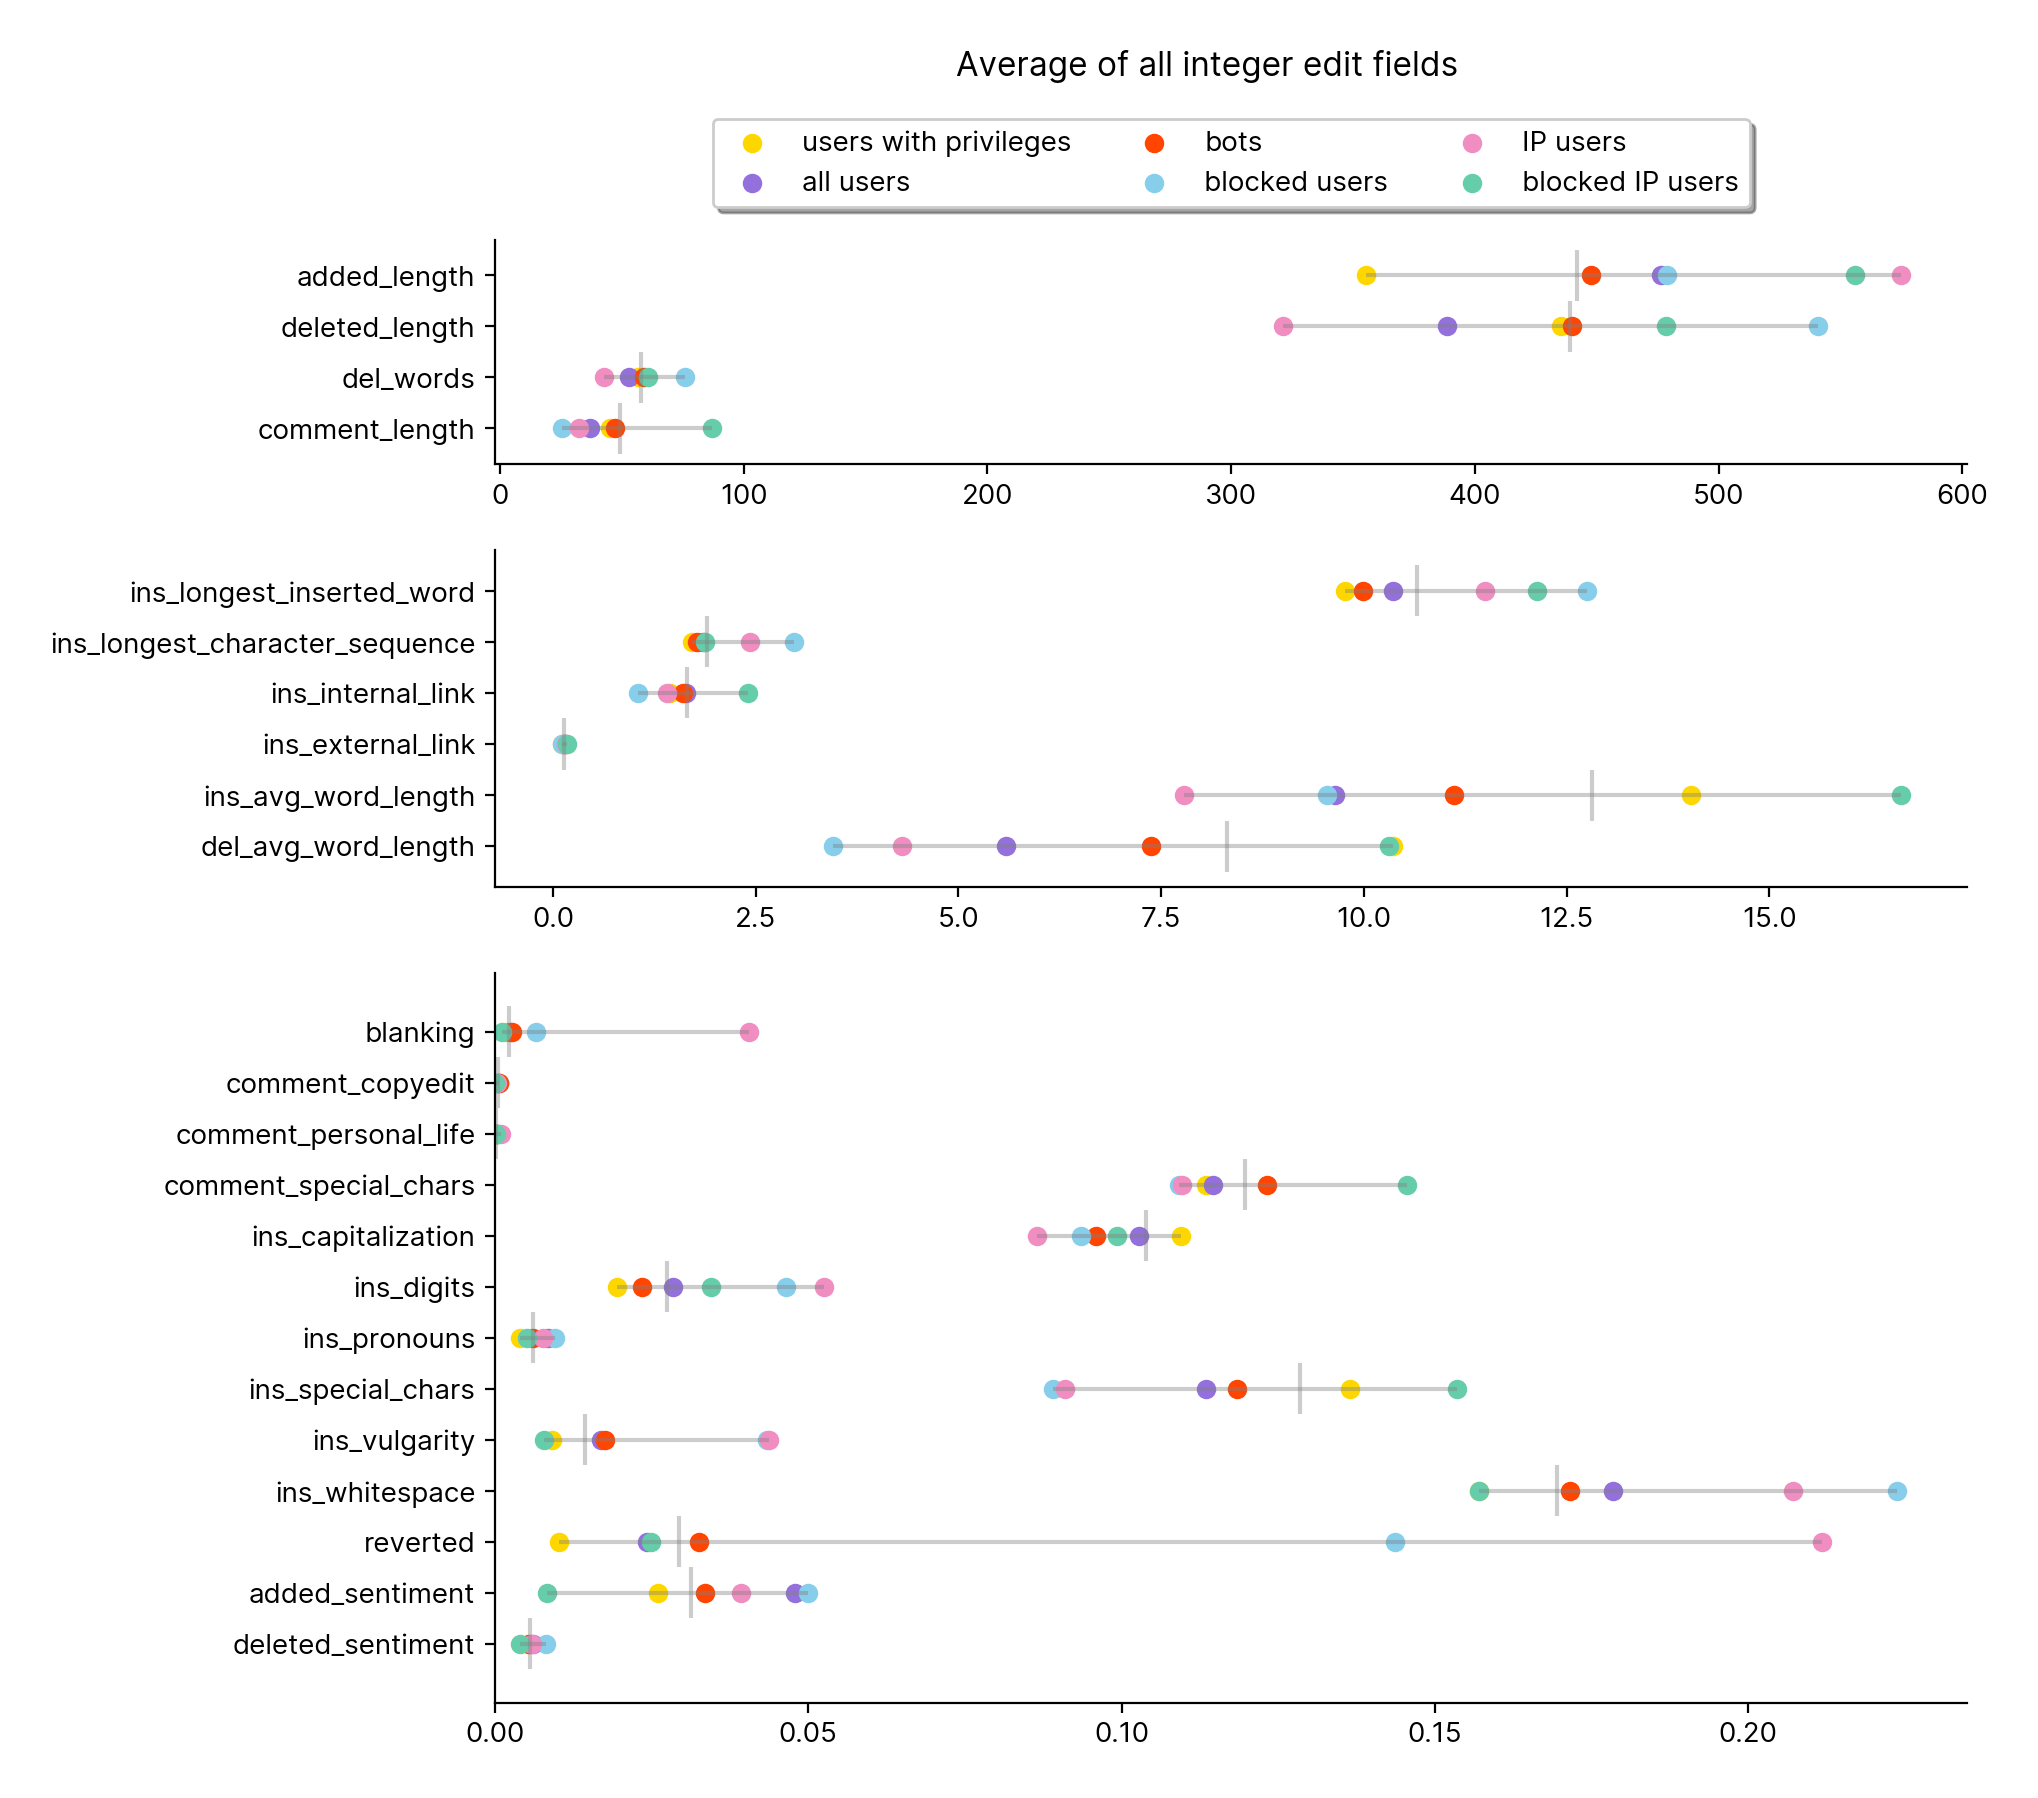 Average of all integer edit fields
users with privileges bots IP users
all users blocked users blocked IP users
added_length
deleted_length
del_words
comment_length
0 100 200 300 400 500 600
ins_longest_inserted_word
ins_longest_character_sequence
ins_internal_link
ins_external_link
ins_avg_word_length
del_avg_word_length
0.0 2.5 5.0 7.5 10.0 12.5 15.0
blanking
comment_copyedit
comment_personal_life
comment_special_chars
ins_capitalization
ins_digits
ins_pronouns
ins_special_chars
ins_vulgarity
ins_whitespace
reverted
added_sentiment
deleted_sentiment
0.00 0.05 0.10 0.15 0.20